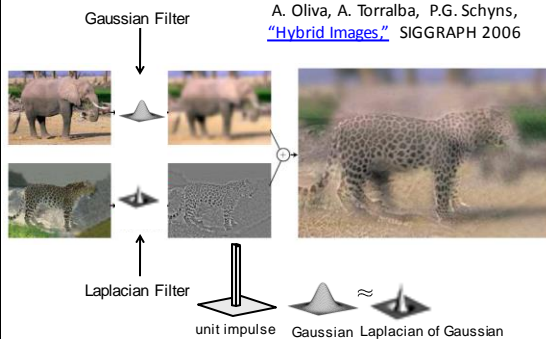 Gaussian Filter
A. Oliva, A. Torralba, P.G. Schyns,
“Hybrid Images,” SIGGRAPH 2006
Laplacian Filter
≈
unit impulse Gaussian Laplacian of Gaussian